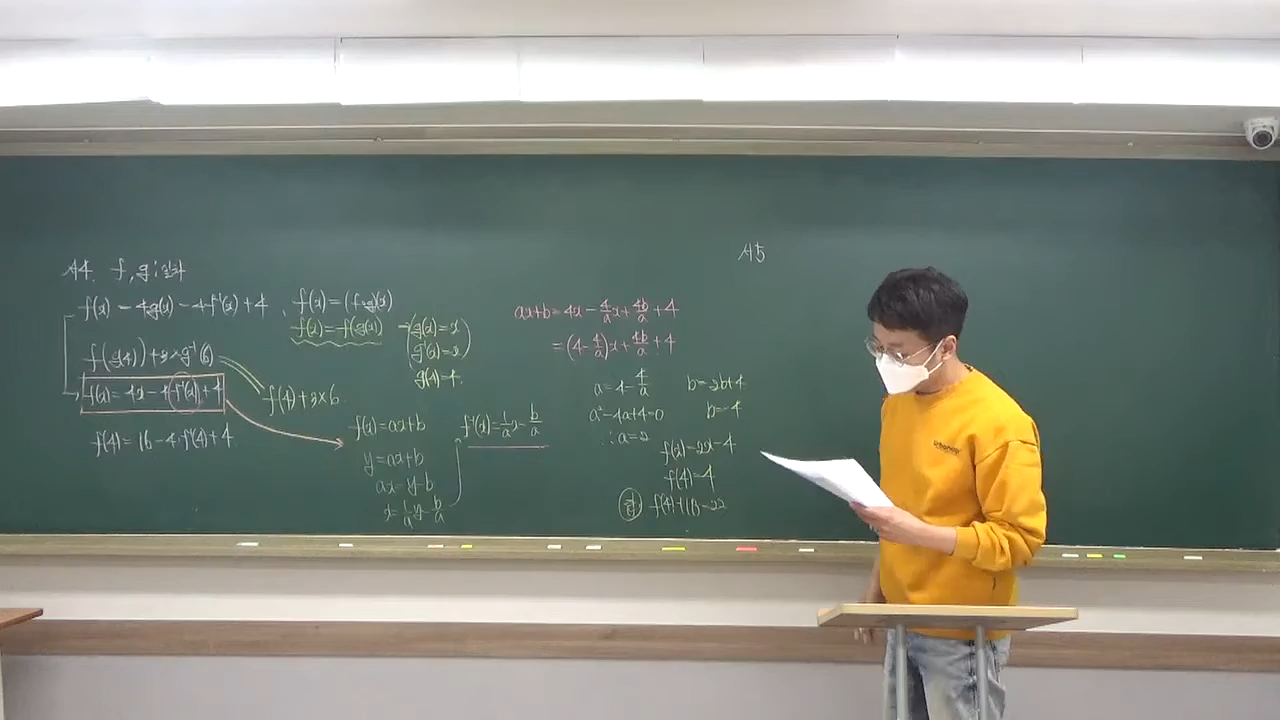 44. f, g : 일차
f(x) = 4g(x) - 4f⁻¹(x) + 4 , f(x) = (f∘g)(x)
f(x) = f(g(x)) → g(x) = x
g⁻¹(x) = x
g(4) = 4
f(g(4)) + 3×g⁻¹(6)
f(x) = 4x - 4f⁻¹(x) + 4
f(4) + 3×6
f(4) = 16 - 4·f⁻¹(4) + 4
f(x) = ax+b
y = ax+b
ax = y-b
x = 1/a y - b/a
f⁻¹(x) = 1/a x - b/a
ax+b = 4x - 4/a x + 4b/a + 4
= (4 - 4/a)x + 4b/a + 4
a = 4 - 4/a
a² - 4a + 4 = 0
∴ a = 2
b = 2b+4
b = -4
f(x) = 2x-4
f(4) = 4
f(4)+18 = 22
45